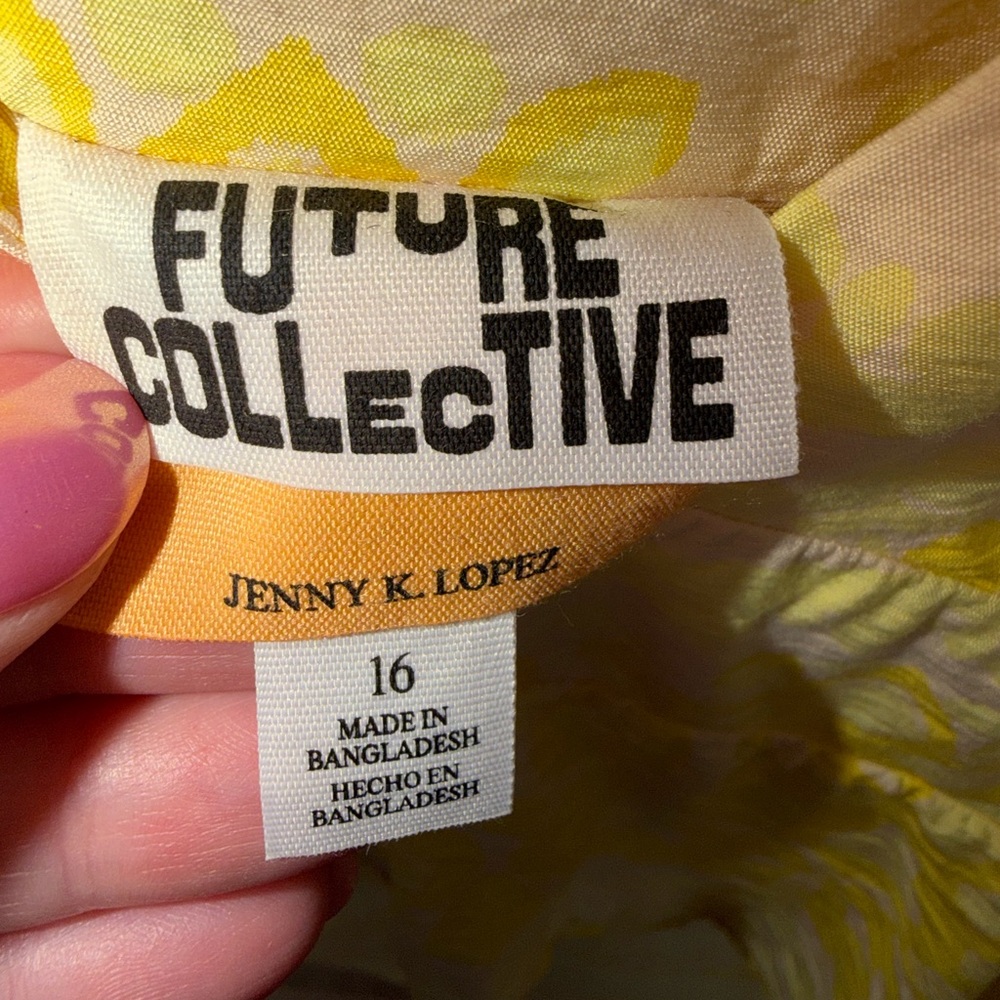 FUTURE
COLLECTIVE
JENNY K. LOPEZ
16
MADE IN
BANGLADESH
HECHO EN
BANGLADESH